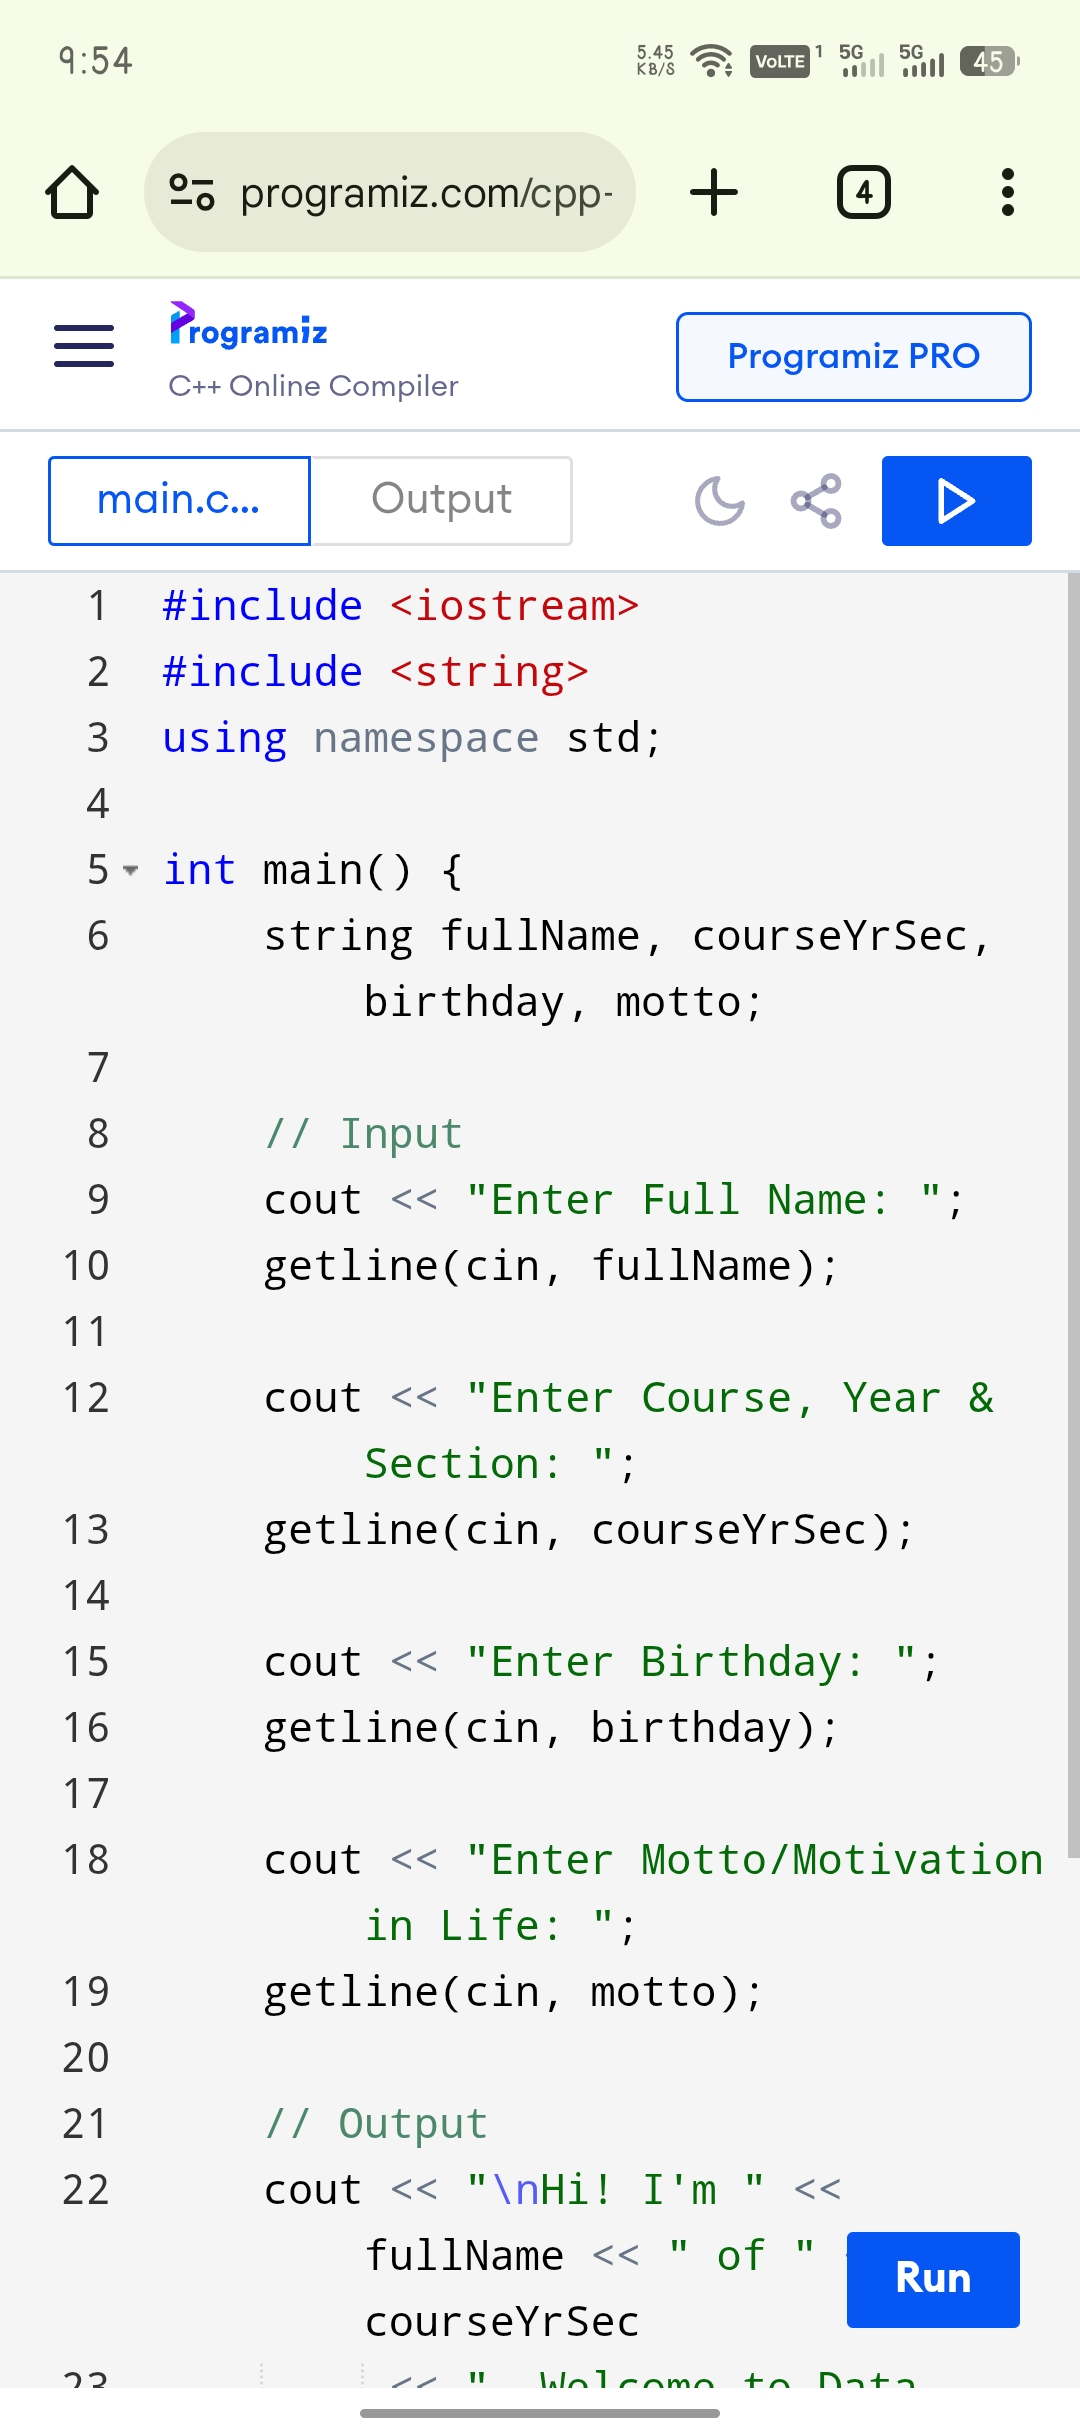 9:54
5.45 KB/S VoLTE 1 5G 5G 45
programiz.com/cpp-
4
Programiz
C++ Online Compiler
Programiz PRO
main.c...
Output
1 #include <iostream>
2 #include <string>
3 using namespace std;
4
5 int main() {
6 string fullName, courseYrSec,
birthday, motto;
7
8 // Input
9 cout << "Enter Full Name: ";
10 getline(cin, fullName);
11
12 cout << "Enter Course, Year &
Section: ";
13 getline(cin, courseYrSec);
14
15 cout << "Enter Birthday: ";
16 getline(cin, birthday);
17
18 cout << "Enter Motto/Motivation
in Life: ";
19 getline(cin, motto);
20
21 // Output
22 cout << "\nHi! I'm " <<
fullName << " of "
courseYrSec
Run
23 << " Welcome to Data